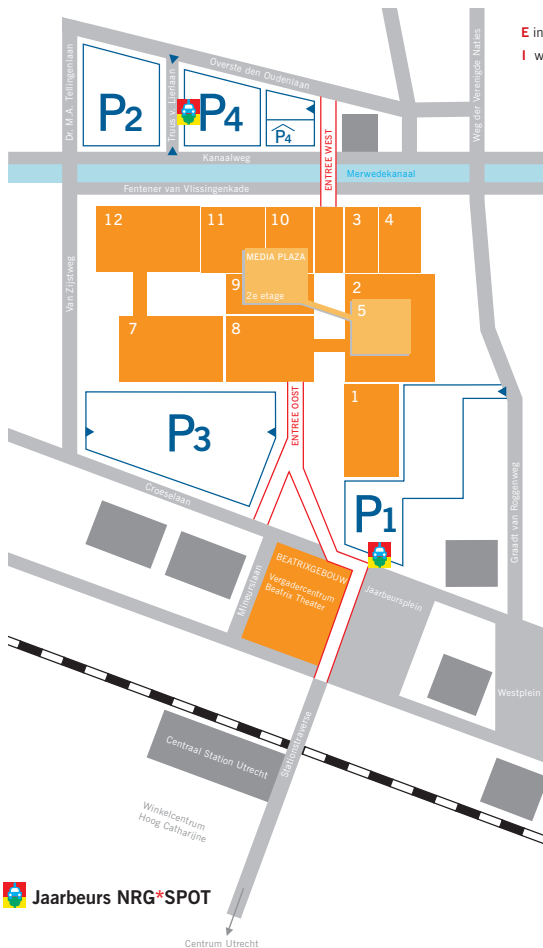 E in
I w
Overste den Oudenlaan
Dr. M.A. Tellingenlaan
Truus v. Lierlaan
Weg der Verenigde Naties
P2
P4
P4
Kanaalweg
ENTREE WEST
Merwedekanaal
Fentener van Vlissingenkade
12
11
10
3
4
MEDIA PLAZA
9
2e etage
2
5
Van Zijstweg
7
8
1
ENTREE OOST
P3
P1
Croeselaan
Graadt van Roggenweg
Mineurslaan
BEATRIXGEBOUW
Vergadercentrum
Beatrix Theater
Jaarbeursplein
Westplein
Stationstraverse
Centraal Station Utrecht
Winkelcentrum
Hoog Catharijne
Jaarbeurs NRG*SPOT
Centrum Utrecht